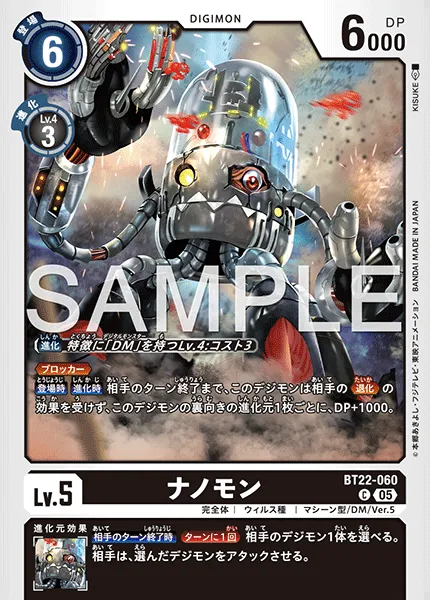 DIGIMON
登場
6
DP
6000
進化
Lv.4
3
KISUKE
© 本郷あきよし・フジテレビ・東映アニメーション BANDAI MADE IN JAPAN
SAMPLE
進化 特徴に「DM」を持つLv.4:コスト3
ブロッカー
登場時 進化時 相手のターン終了まで、このデジモンは相手の 退化 の
効果を受けず、このデジモンの裏向きの進化元1枚ごとに、DP+1000。
Lv.5
ナノモン
BT22-060
C 05
完全体 | ウィルス種 | マシーン型/DM/Ver.5
進化元効果
相手のターン終了時 ターンに1回 相手のデジモン1体を選べる。
相手は、選んだデジモンをアタックさせる。